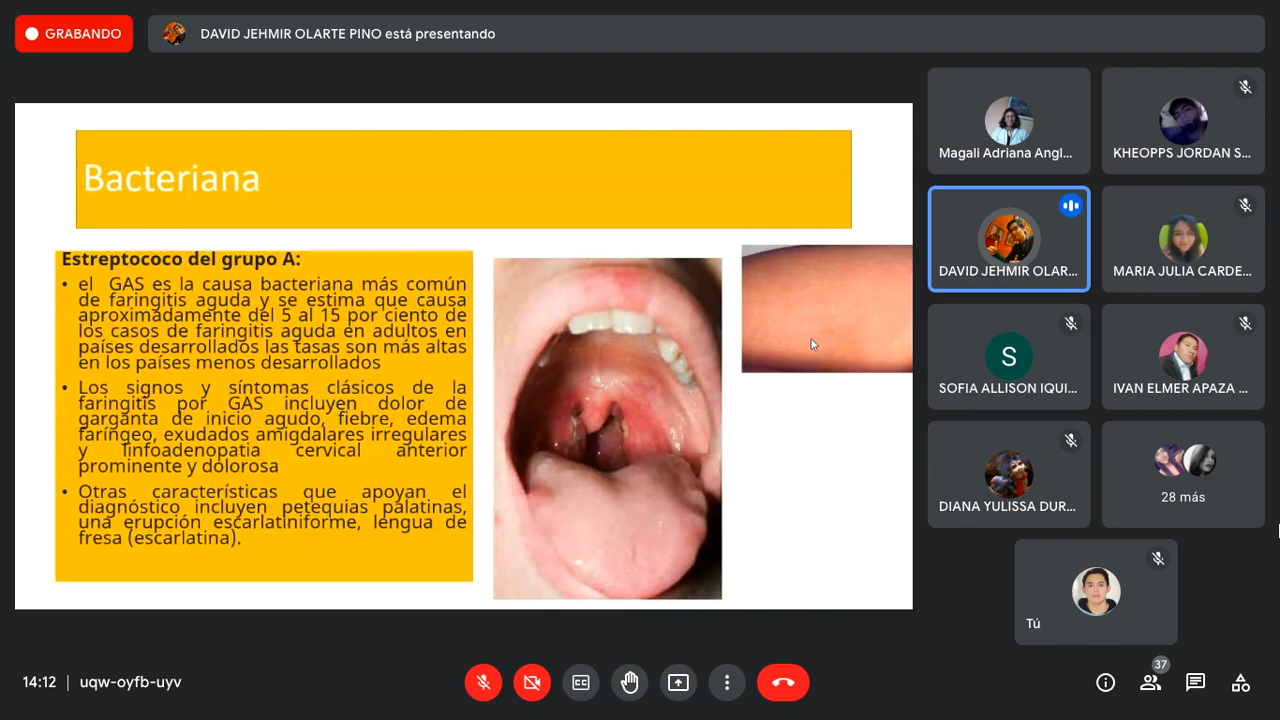 GRABANDO
DAVID JEHMIR OLARTE PINO está presentando
Bacteriana
Estreptococo del grupo A:
• el GAS es la causa bacteriana más común
de faringitis aguda y se estima que causa
aproximadamente del 5 al 15 por ciento de
los casos de faringitis aguda en adultos en
países desarrollados las tasas son más altas
en los países menos desarrollados
• Los signos y síntomas clásicos de la
faringitis por GAS incluyen dolor de
garganta de inicio agudo, fiebre, edema
faríngeo, exudados amigdalares irregulares
y linfoadenopatia cervical anterior
prominente y dolorosa
• Otras características que apoyan el
diagnóstico incluyen petequias palatinas,
una erupción escarlatiniforme, lengua de
fresa (escarlatina).
Magali Adriana Angl...
KHEOPPS JORDAN S...
DAVID JEHMIR OLAR...
MARIA JULIA CARDE...
S
SOFIA ALLISON IQUI...
IVAN ELMER APAZA ...
DIANA YULISSA DUR...
28 más
Tú
14:12 | uqw-oyfb-uyv
CC
37